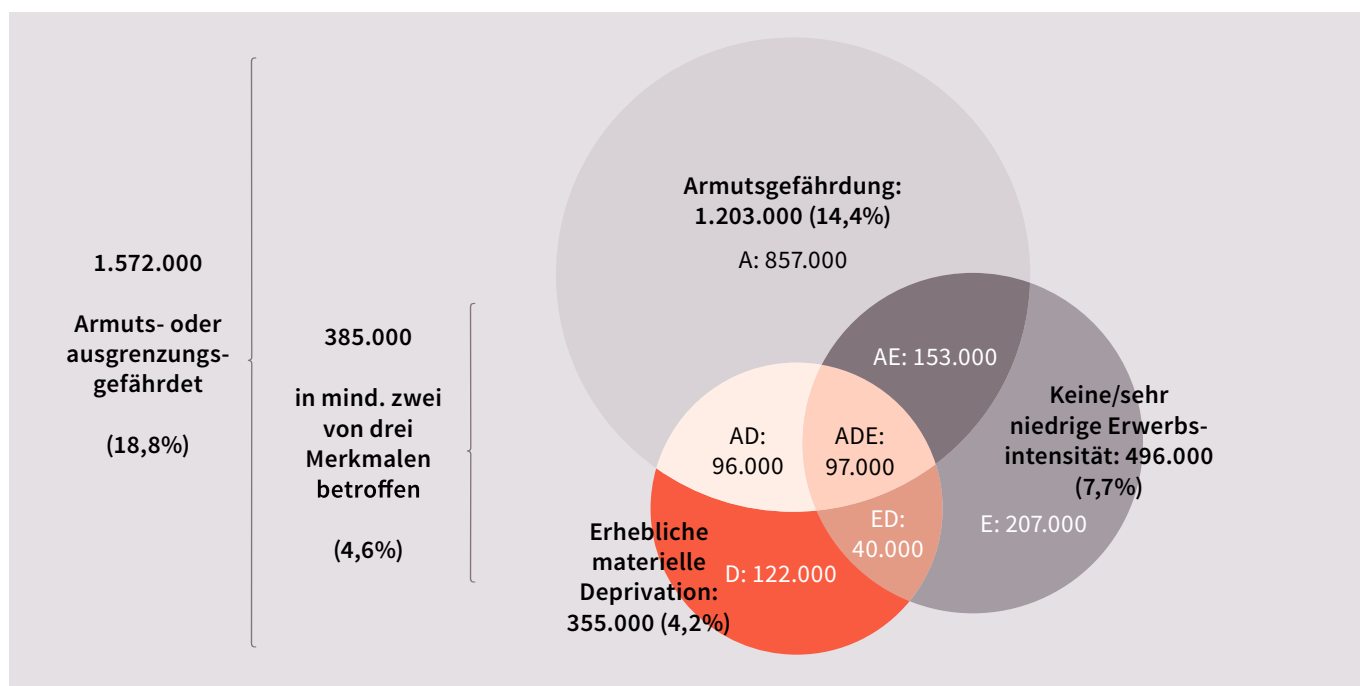 1.572.000
Armuts- oder
ausgrenzungs-
gefährdet
(18,8%)
385.000
in mind. zwei
von drei
Merkmalen
betroffen
(4,6%)
Armutsgefährdung:
1.203.000 (14,4%)
A: 857.000
AE: 153.000
Keine/sehr
niedrige Erwerbs-
intensität: 496.000
(7,7%)
AD:
96.000
ADE:
97.000
ED:
40.000
E: 207.000
Erhebliche
materielle
Deprivation:
355.000 (4,2%)
D: 122.000